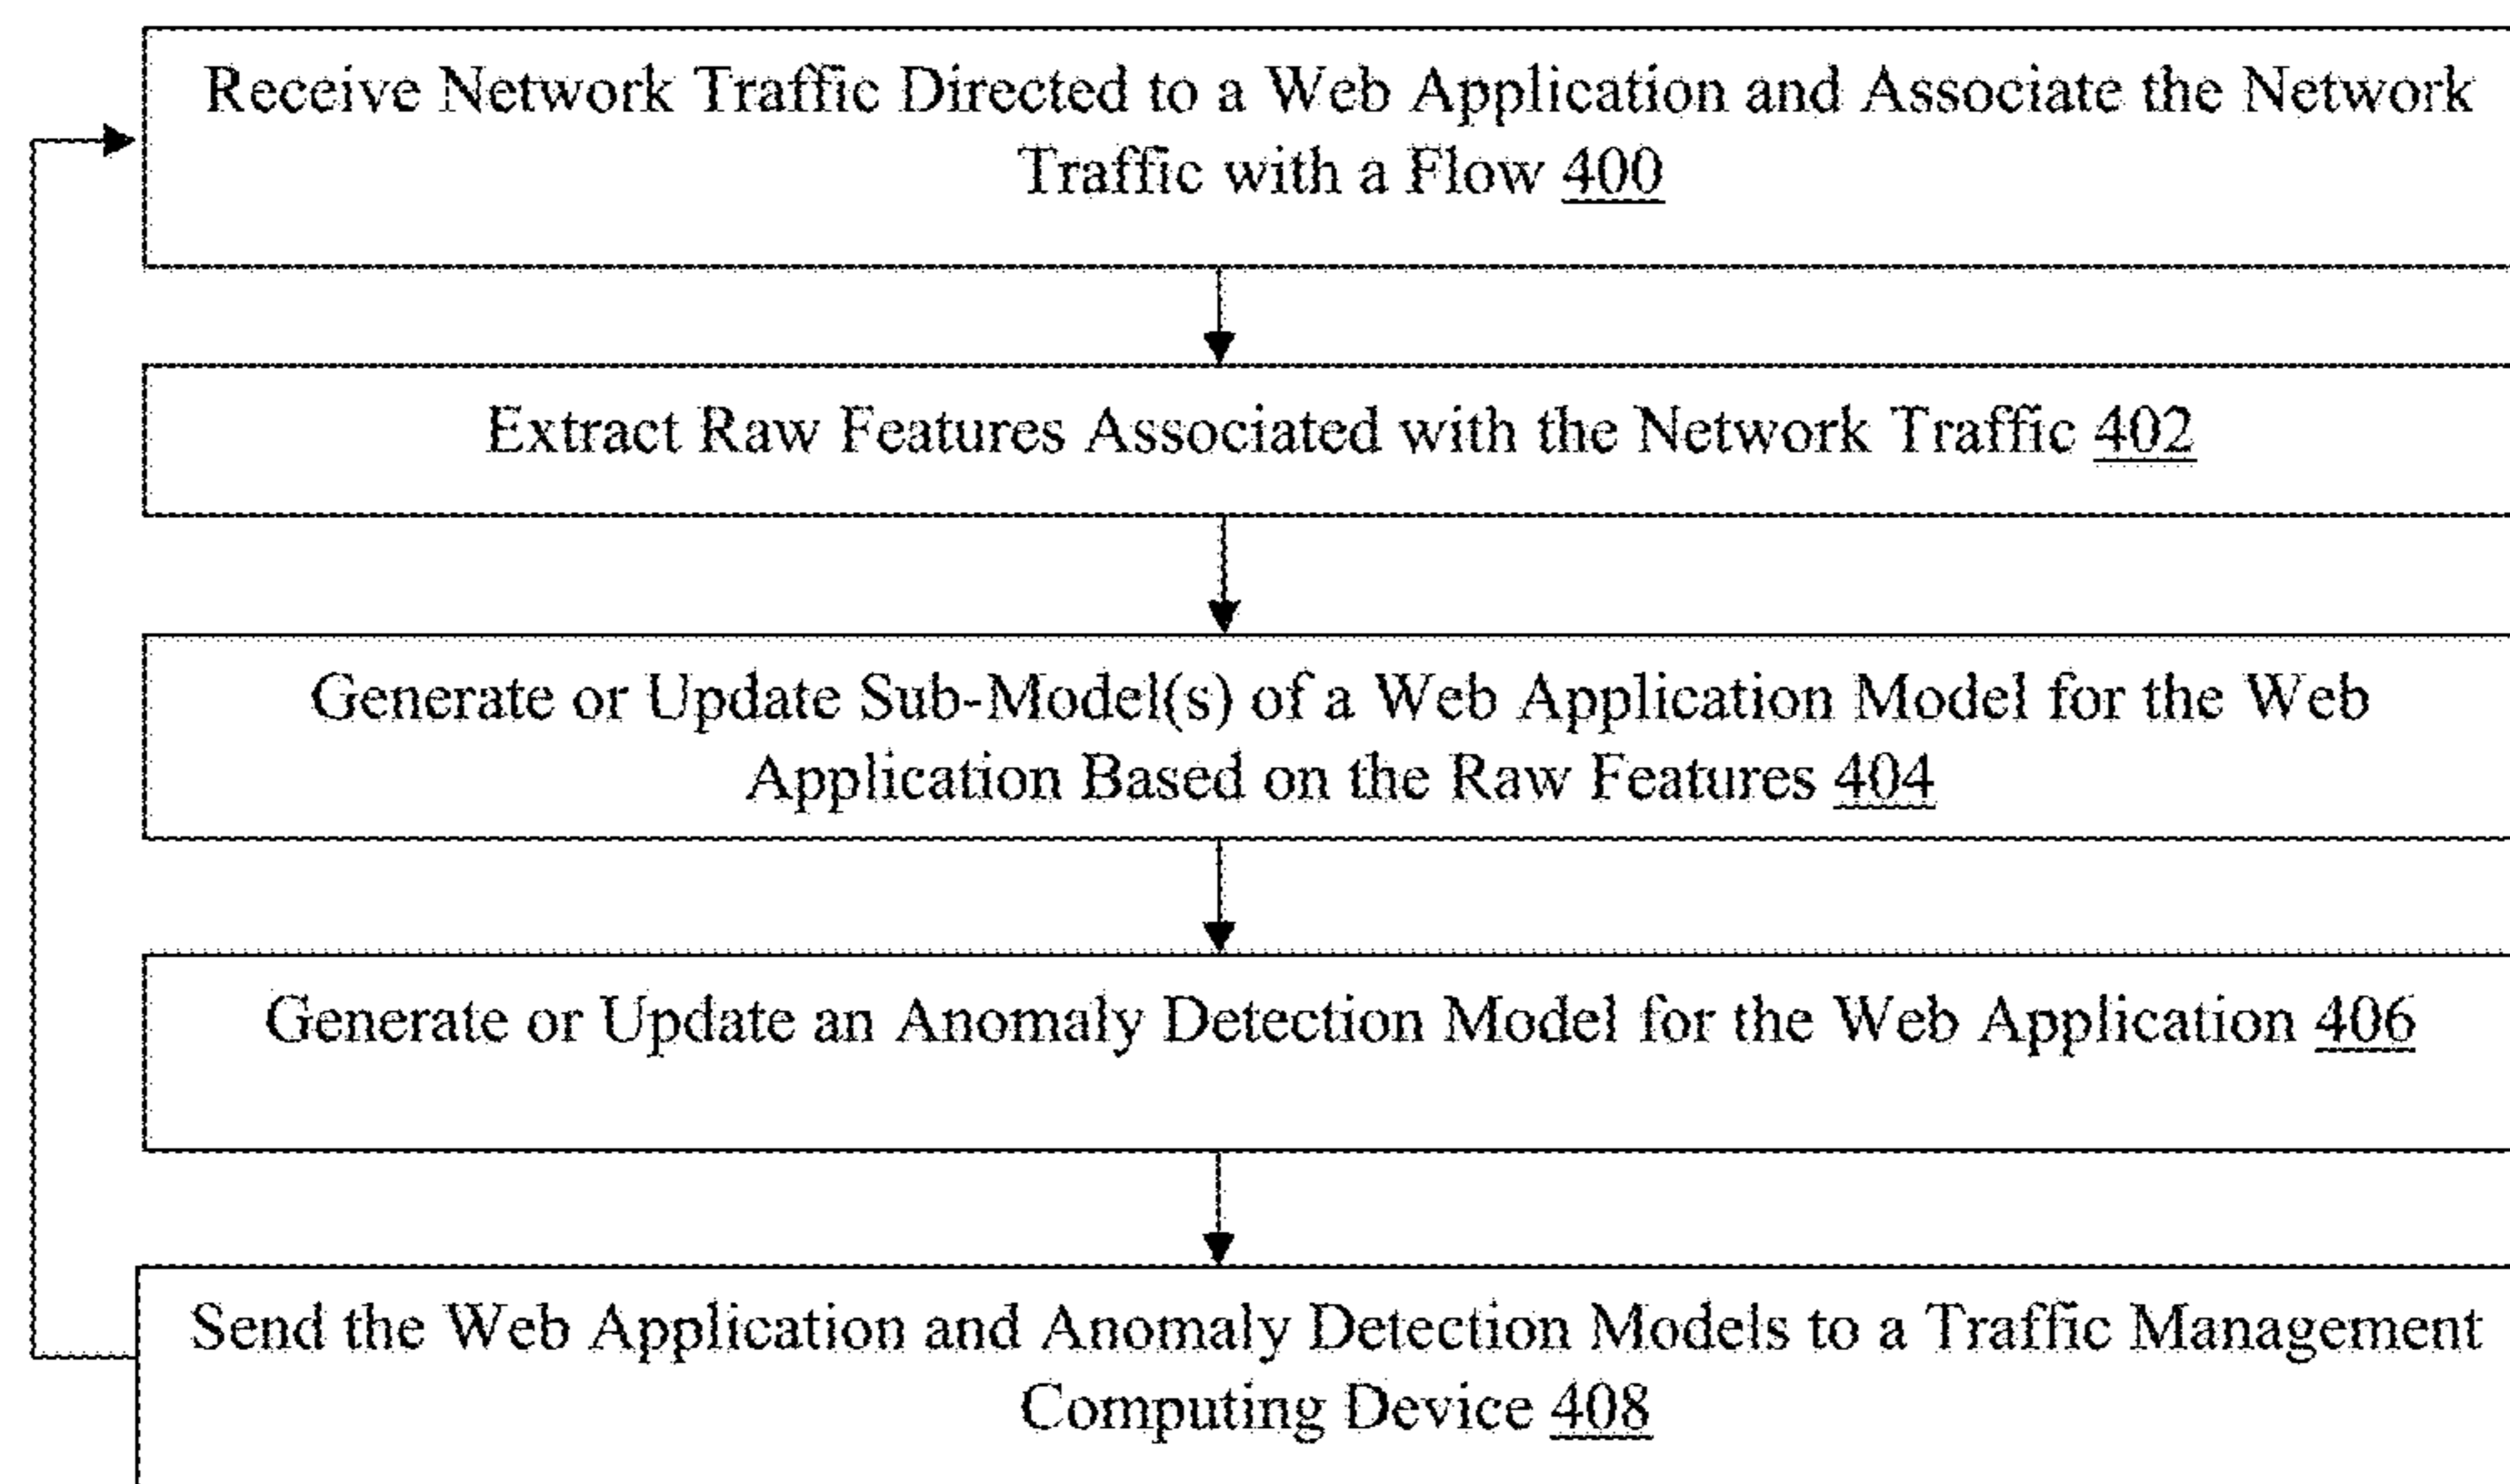 Receive Network Traffic Directed to a Web Application and Associate the Network
Traffic with a Flow 400
Extract Raw Features Associated with the Network Traffic 402
Generate or Update Sub-Model(s) of a Web Application Model for the Web
Application Based on the Raw Features 404
Generate or Update an Anomaly Detection Model for the Web Application 406
Send the Web Application and Anomaly Detection Models to a Traffic Management
Computing Device 408